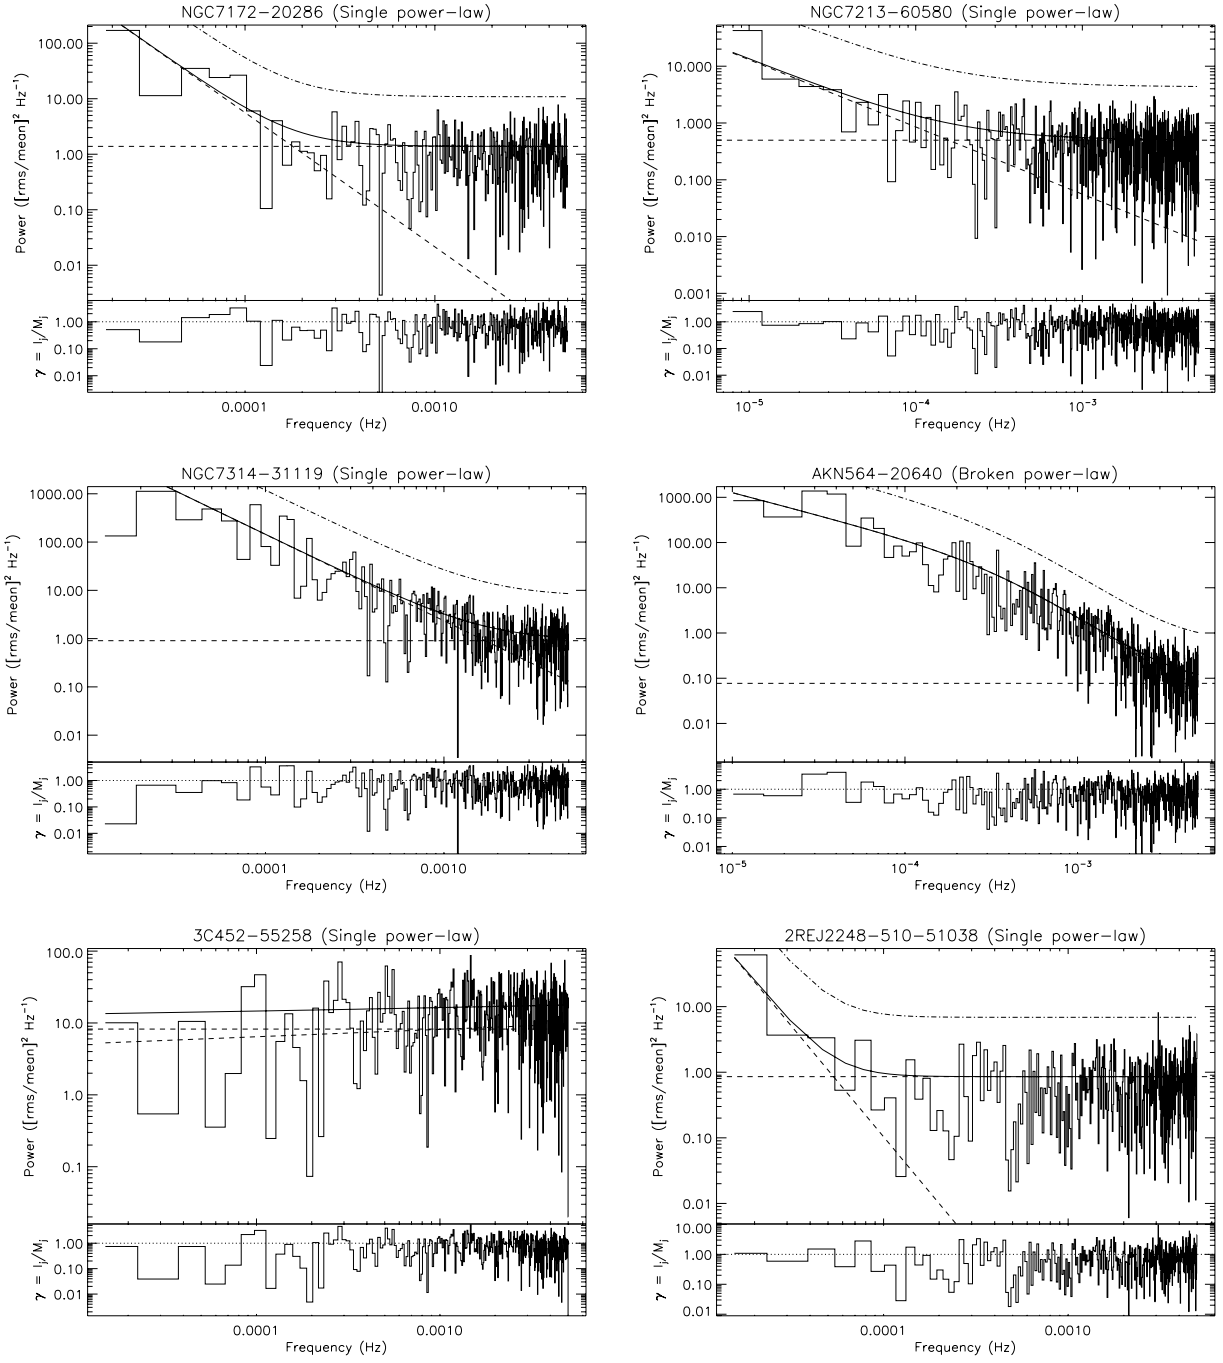 NGC7172-20286 (Single power-law)
Power ([rms/mean]² Hz⁻¹)
100.00
10.00
1.00
0.10
0.01
γ = Iⱼ/Mⱼ
1.00
0.10
0.01
0.0001 0.0010
Frequency (Hz)
NGC7213-60580 (Single power-law)
Power ([rms/mean]² Hz⁻¹)
10.000
1.000
0.100
0.010
0.001
γ = Iⱼ/Mⱼ
1.00
0.10
0.01
10⁻⁵ 10⁻⁴ 10⁻³
Frequency (Hz)
NGC7314-31119 (Single power-law)
Power ([rms/mean]² Hz⁻¹)
1000.00
100.00
10.00
1.00
0.10
0.01
γ = Iⱼ/Mⱼ
1.00
0.10
0.01
0.0001 0.0010
Frequency (Hz)
AKN564-20640 (Broken power-law)
Power ([rms/mean]² Hz⁻¹)
1000.00
100.00
10.00
1.00
0.10
0.01
γ = Iⱼ/Mⱼ
1.00
0.10
0.01
10⁻⁵ 10⁻⁴ 10⁻³
Frequency (Hz)
3C452-55258 (Single power-law)
Power ([rms/mean]² Hz⁻¹)
100.0
10.0
1.0
0.1
γ = Iⱼ/Mⱼ
1.00
0.10
0.01
0.0001 0.0010
Frequency (Hz)
2REJ2248-510-51038 (Single power-law)
Power ([rms/mean]² Hz⁻¹)
10.00
1.00
0.10
0.01
γ = Iⱼ/Mⱼ
10.00
1.00
0.10
0.01
0.0001 0.0010
Frequency (Hz)